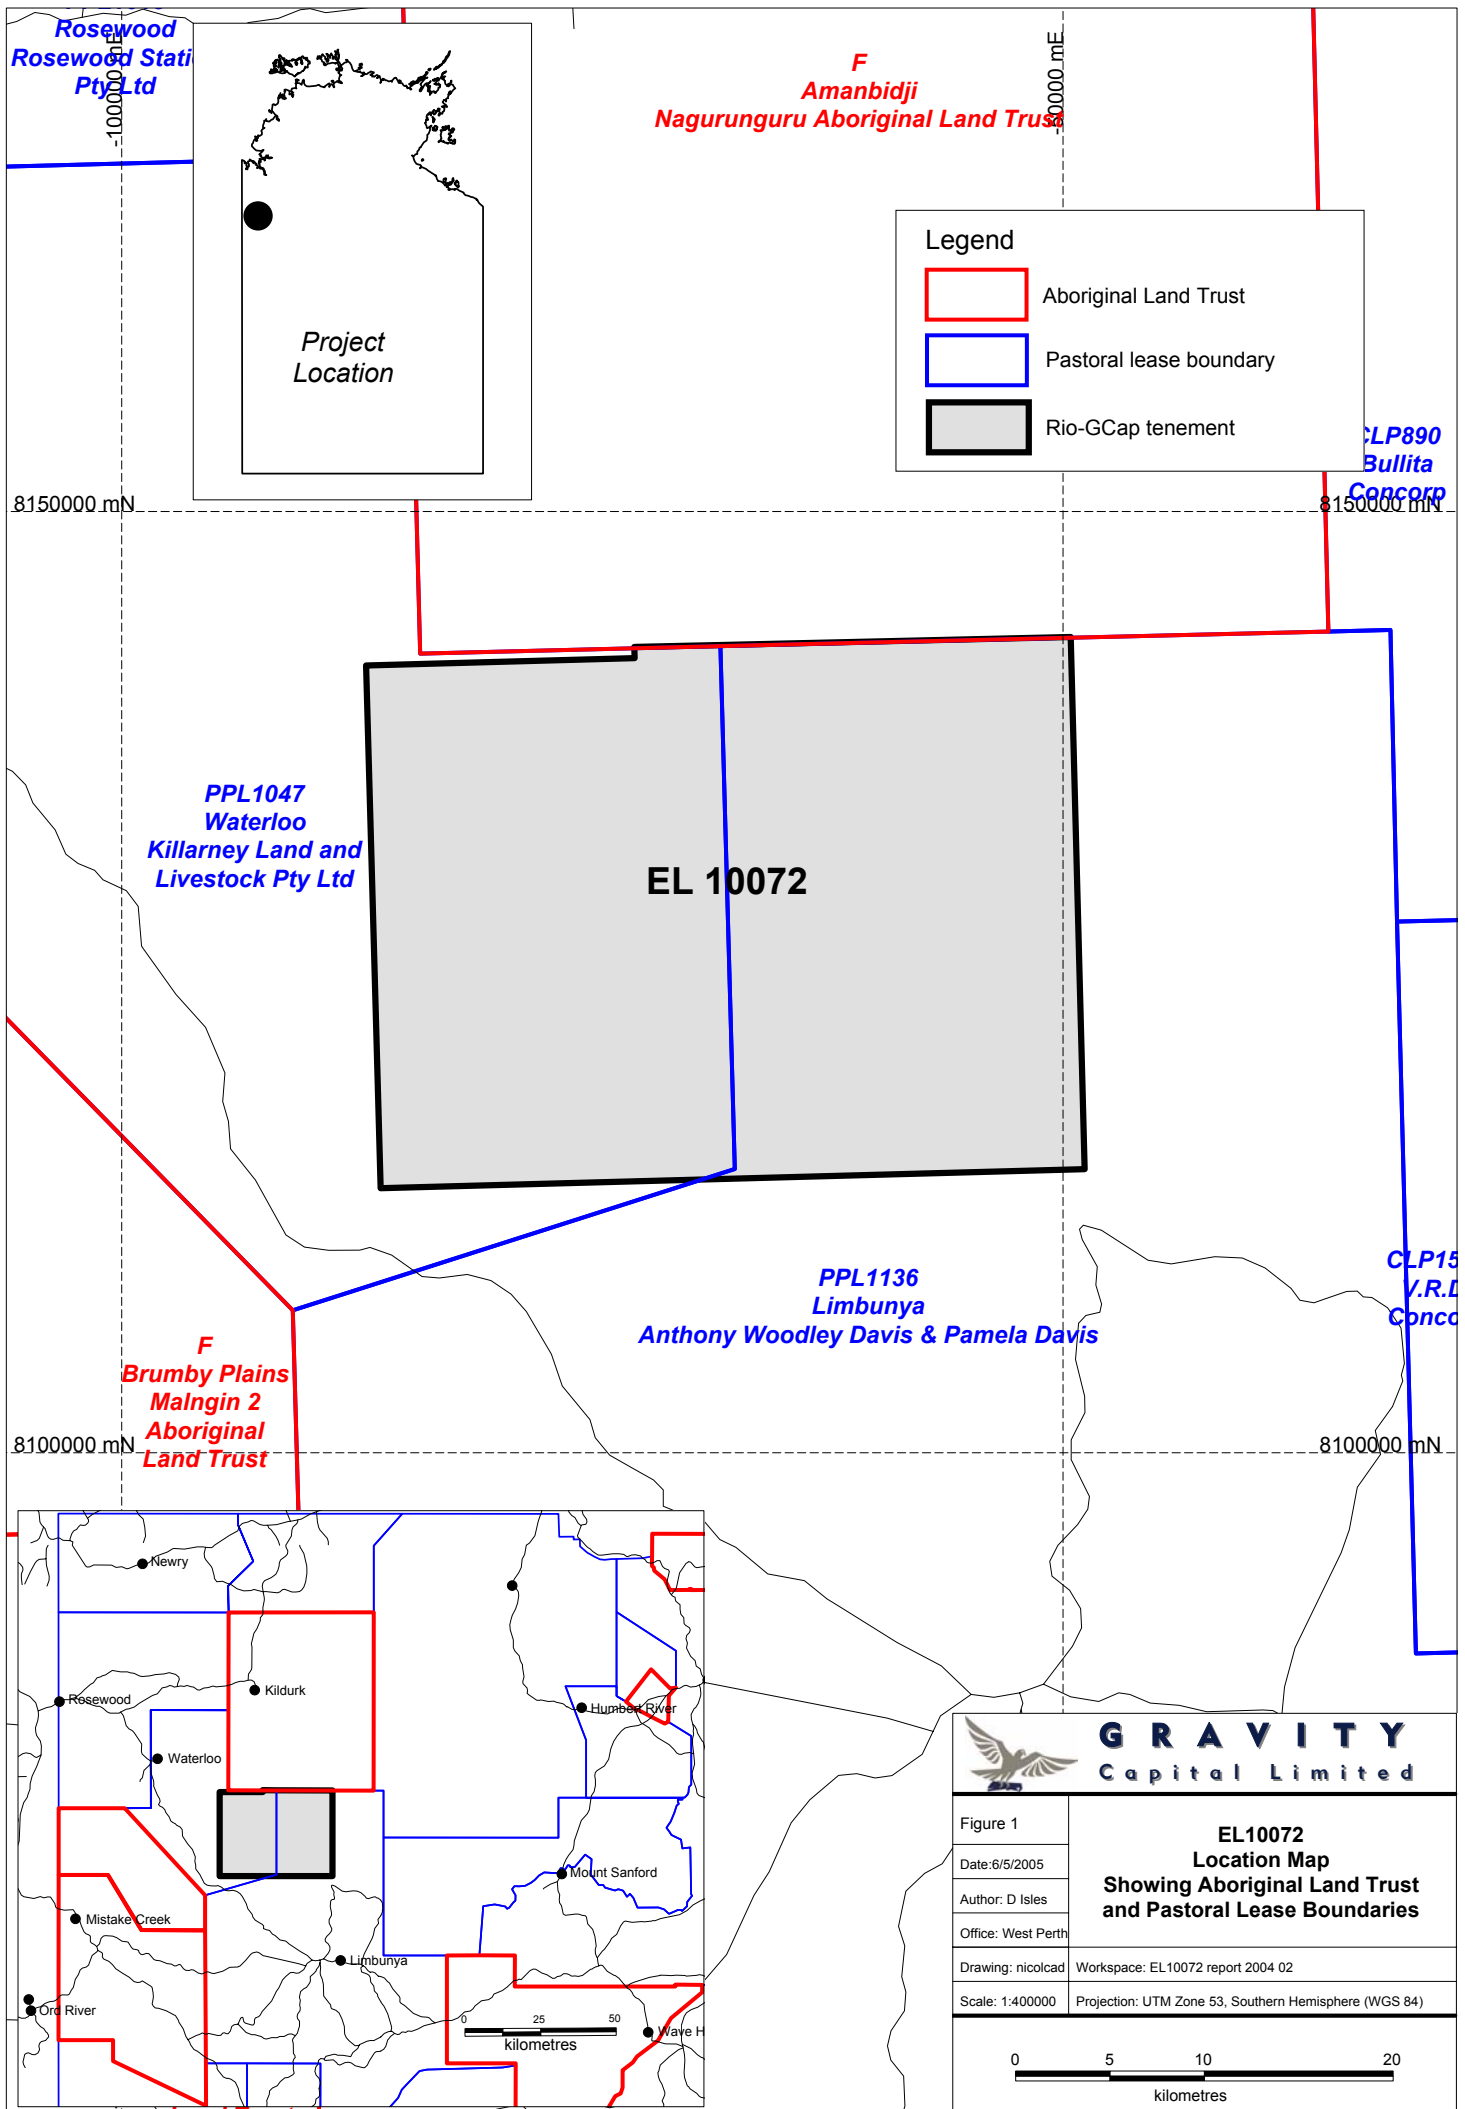 Rosewood
Rosewood Stati
Pty Ltd
-100000 mE
Project
Location
F
Amanbidji
Nagurunguru Aboriginal Land Trust
Legend
Aboriginal Land Trust
Pastoral lease boundary
Rio-GCap tenement
CLP890
Bullita
Concorp
8150000 mN
8150000 mN
PPL1047
Waterloo
Killarney Land and
Livestock Pty Ltd
EL 10072
PPL1136
Limbunya
Anthony Woodley Davis & Pamela Davis
CLP15
V.R.D
Conco
F
Brumby Plains
Malngin 2
Aboriginal
Land Trust
8100000 mN
8100000 mN
Newry
Rosewood
Kildurk
Humbert River
Waterloo
Mount Sanford
Mistake Creek
Limbunya
Ord River
Wave H
0 25 50
kilometres
GRAVITY
Capital Limited
Figure 1
Date:6/5/2005
Author: D Isles
Office: West Perth
EL10072
Location Map
Showing Aboriginal Land Trust
and Pastoral Lease Boundaries
Drawing: nicolcad
Workspace: EL10072 report 2004 02
Scale: 1:400000
Projection: UTM Zone 53, Southern Hemisphere (WGS 84)
0 5 10 20
kilometres